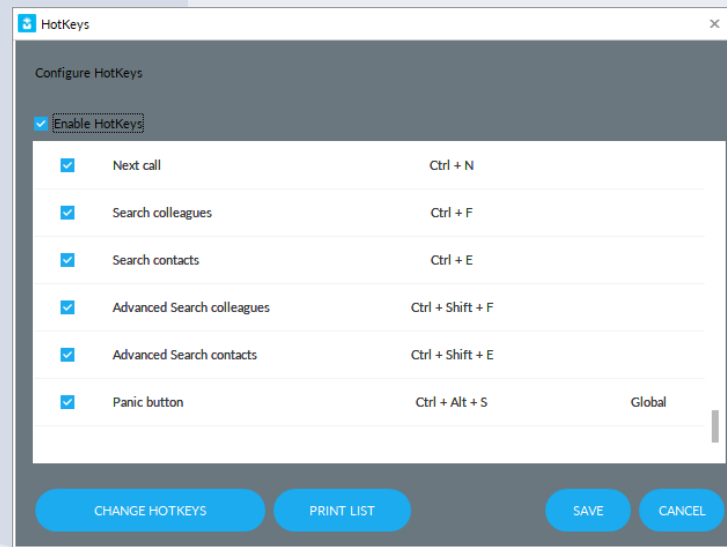 HotKeys
Configure HotKeys
Enable HotKeys
Next call Ctrl + N
Search colleagues Ctrl + F
Search contacts Ctrl + E
Advanced Search colleagues Ctrl + Shift + F
Advanced Search contacts Ctrl + Shift + E
Panic button Ctrl + Alt + S Global
CHANGE HOTKEYS PRINT LIST SAVE CANCEL